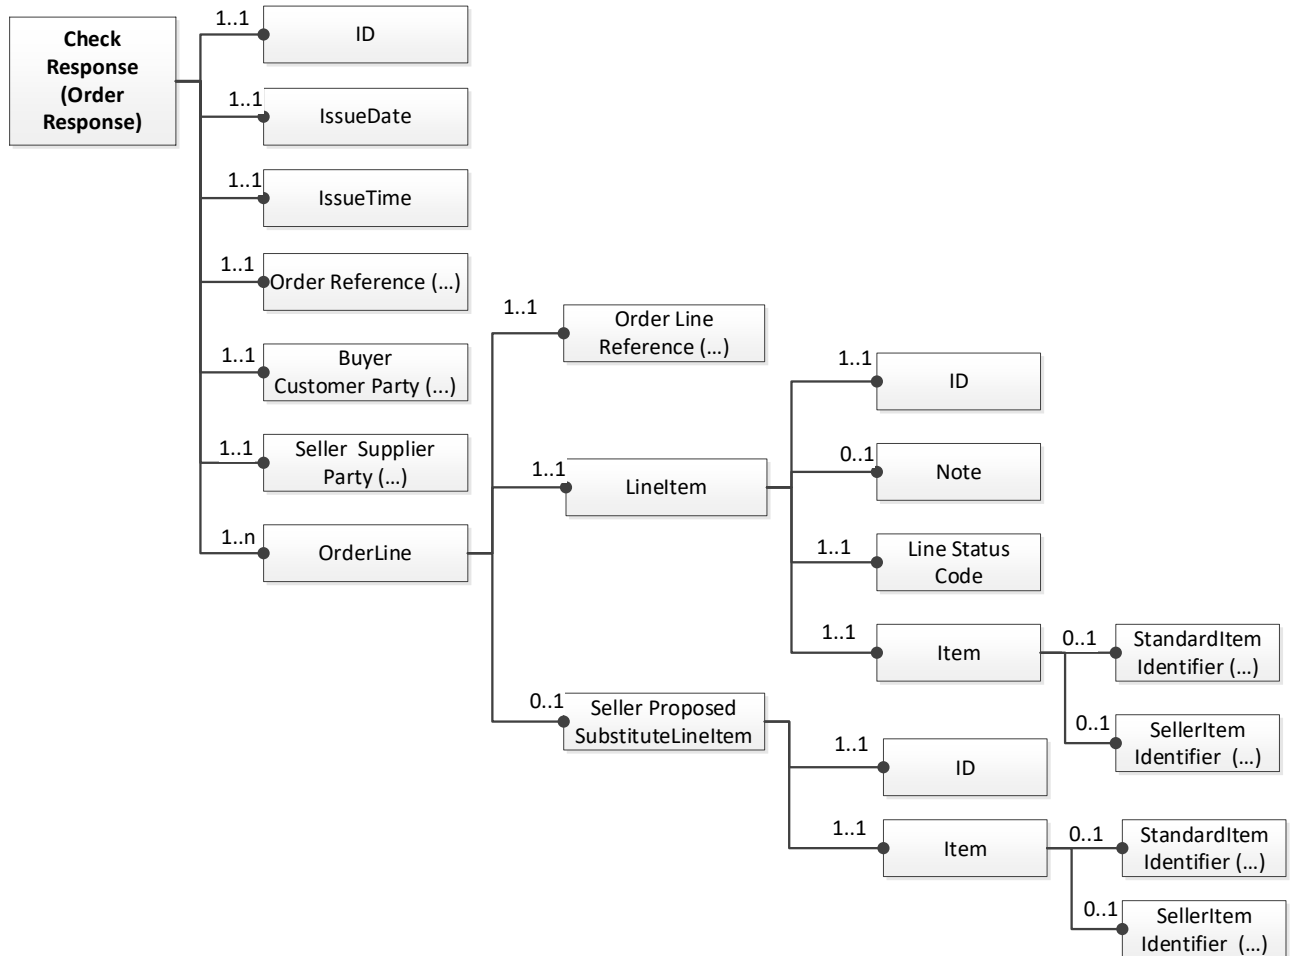 Check
Response
(Order
Response)
1..1
ID
1..1
IssueDate
1..1
IssueTime
1..1
Order Reference (...)
1..1
Buyer
Customer Party (...)
1..1
Seller Supplier
Party (...)
1..n
OrderLine
1..1
Order Line
Reference (...)
1..1
LineItem
1..1
ID
0..1
Note
1..1
Line Status
Code
1..1
Item
0..1
StandardItem
Identifier (...)
0..1
SellerItem
Identifier (...)
0..1
Seller Proposed
SubstituteLineItem
1..1
ID
1..1
Item
0..1
StandardItem
Identifier (...)
0..1
SellerItem
Identifier (...)